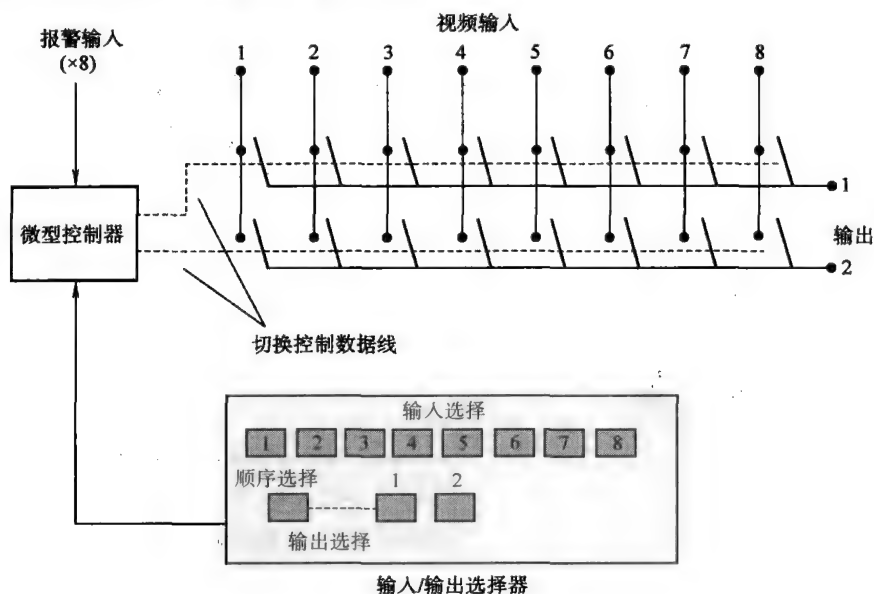 视频输入
报警输入
(×8)
1 2 3 4 5 6 7 8
1
微型控制器
输出
2
切换控制数据线
输入选择
1 2 3 4 5 6 7 8
顺序选择 1 2
输出选择
输入/输出选择器